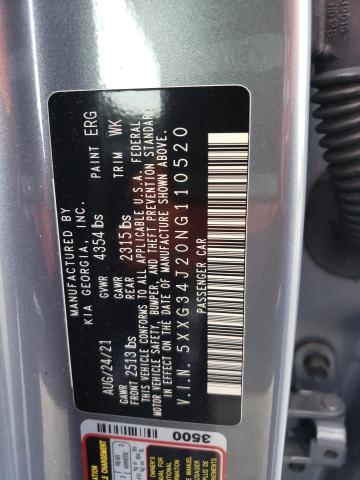 MANUFACTURED BY
KIA GEORGIA, INC.
AUG/24/21 GVWR 4354 lbs PAINT ERG
GAWR FRONT 2513 lbs GAWR REAR 2315 lbs TRIM WK
THIS VEHICLE CONFORMS TO ALL APPLICABLE U.S.A. FEDERAL
MOTOR VEHICLE SAFETY, BUMPER, AND THEFT PREVENTION STANDARDS
IN EFFECT ON THE DATE OF MANUFACTURE SHOWN ABOVE.
V.I.N. 5XXG34J20NG110520
PASSENGER CAR
3500